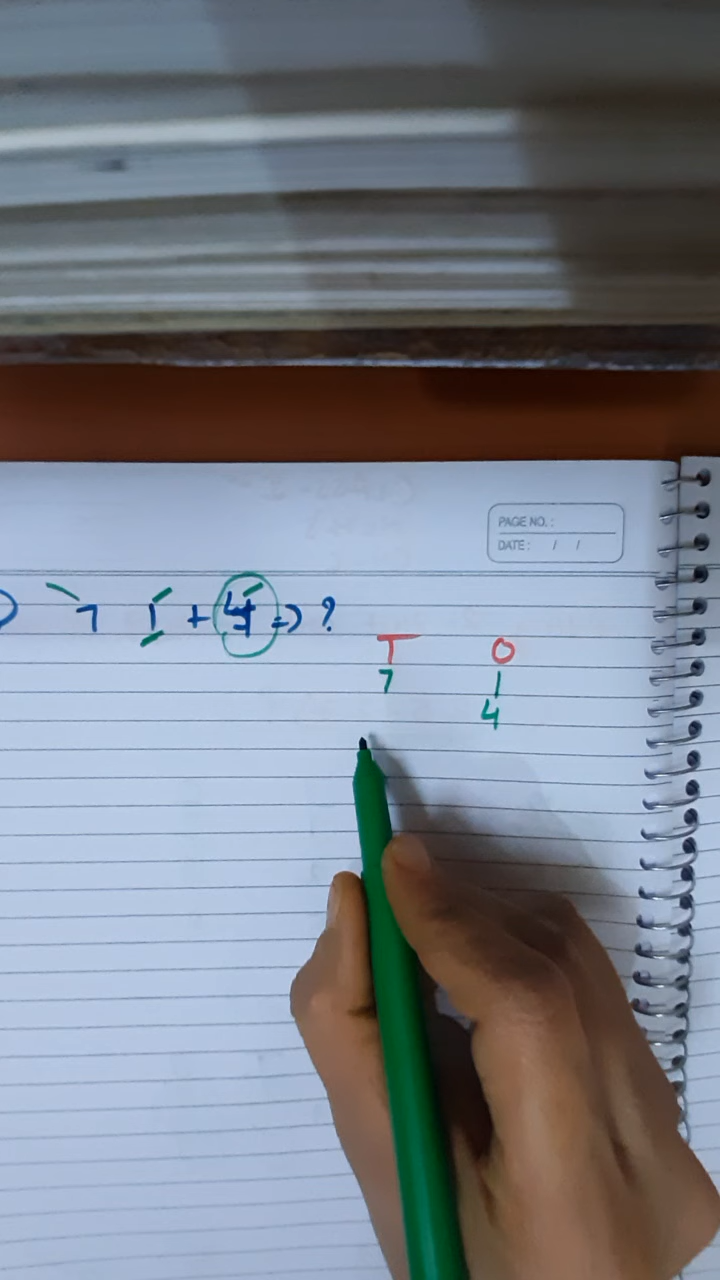 PAGE NO. :
DATE : / /
) 7 1 + 4 => ?
T O
7 1
4